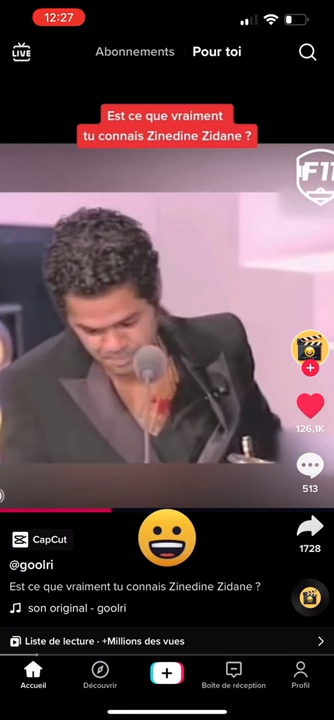 12:27
LIVE
Abonnements
Pour toi
Est ce que vraiment
tu connais Zinedine Zidane ?
F11
126,1K
513
CapCut
1728
@goolri
Est ce que vraiment tu connais Zinedine Zidane ?
son original - goolri
Liste de lecture · +Millions des vues
Accueil
Découvrir
Boîte de réception
Profil